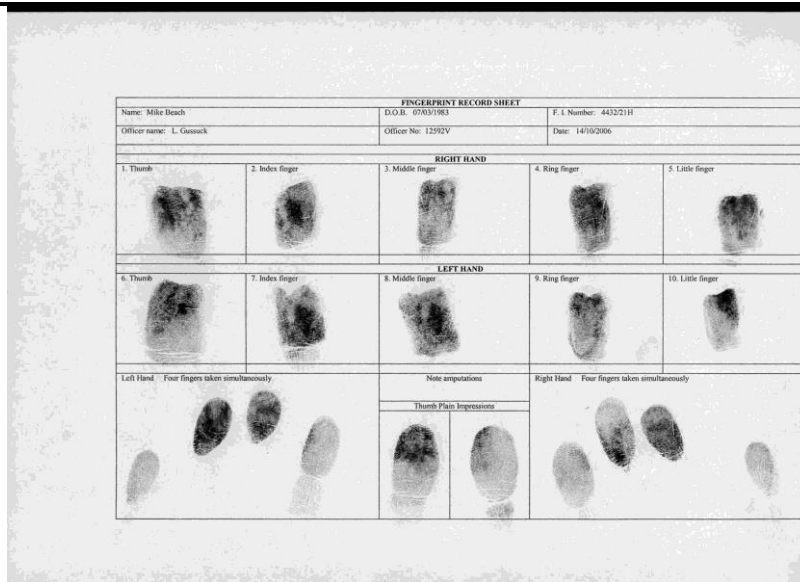 FINGERPRINT RECORD SHEET
Name: Mike Beach D.O.B. 07/03/1983 F. I. Number: 4432/21H
Officer name: L. Gussack Officer No: 12592V Date: 14/10/2006
RIGHT HAND
1. Thumb 2. Index finger 3. Middle finger 4. Ring finger 5. Little finger
LEFT HAND
6. Thumb 7. Index finger 8. Middle finger 9. Ring finger 10. Little finger
Left Hand Four fingers taken simultaneously Note amputations Right Hand Four fingers taken simultaneously
Thumb Plain Impressions